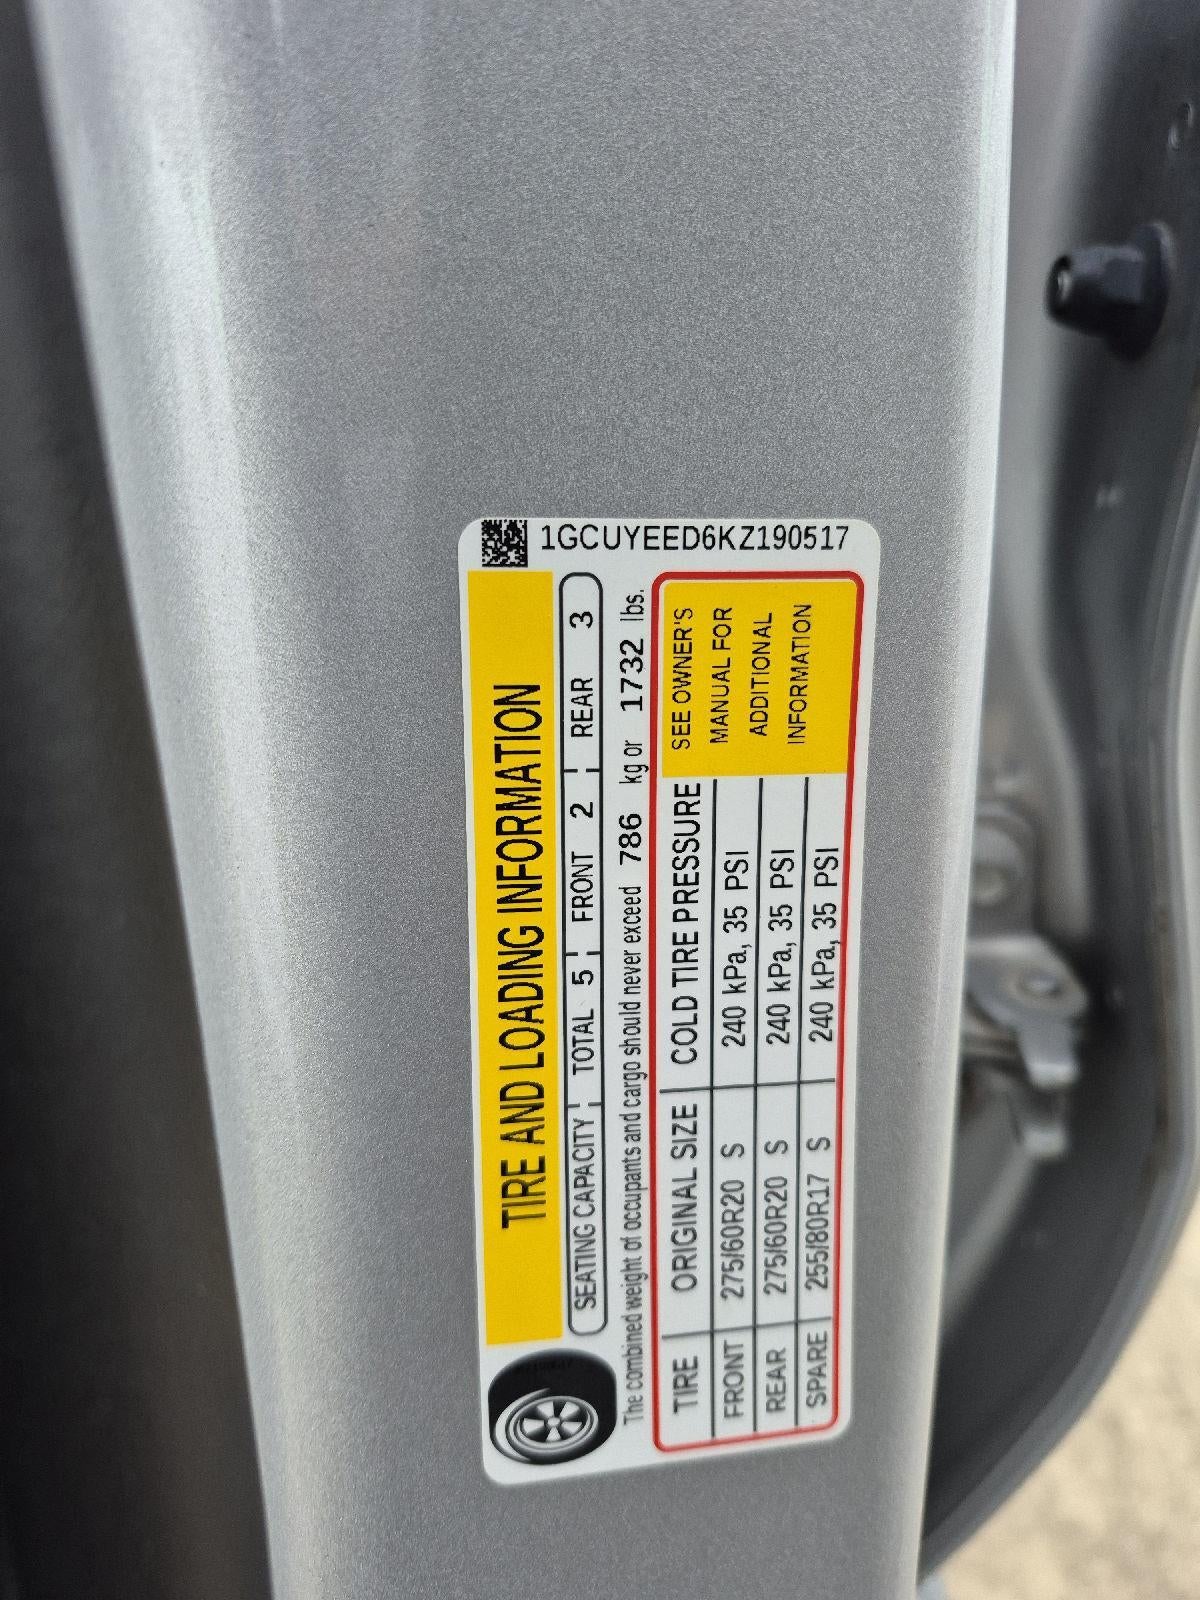 1GCUYEED6KZ190517
TIRE AND LOADING INFORMATION
SEATING CAPACITY TOTAL 5 FRONT 2 REAR 3
The combined weight of occupants and cargo should never exceed 786 kg or 1732 lbs.
TIRE ORIGINAL SIZE COLD TIRE PRESSURE
FRONT 275/60R20 S 240 kPa, 35 PSI
REAR 275/60R20 S 240 kPa, 35 PSI
SPARE 255/80R17 S 240 kPa, 35 PSI
SEE OWNER'S
MANUAL FOR
ADDITIONAL
INFORMATION